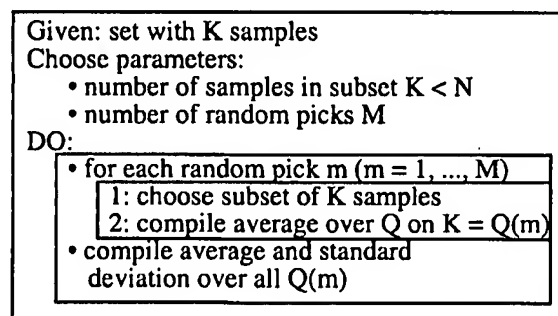 Given: set with K samples
Choose parameters:
• number of samples in subset K < N
• number of random picks M
DO:
• for each random pick m (m = 1, ..., M)
1: choose subset of K samples
2: compile average over Q on K = Q(m)
• compile average and standard
deviation over all Q(m)